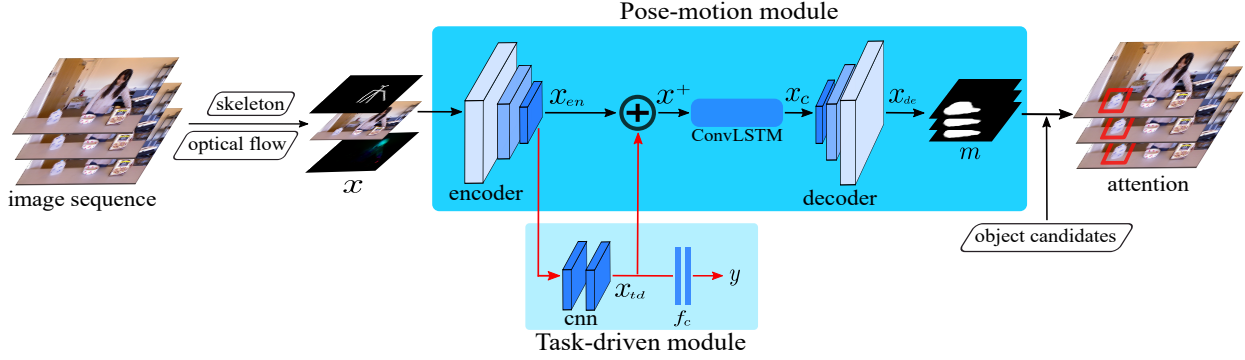 Pose-motion module
skeleton
optical flow
image sequence
x
encoder
x_en
x^+
ConvLSTM
x_c
decoder
x_de
m
attention
object candidates
cnn
x_td
f_c
y
Task-driven module